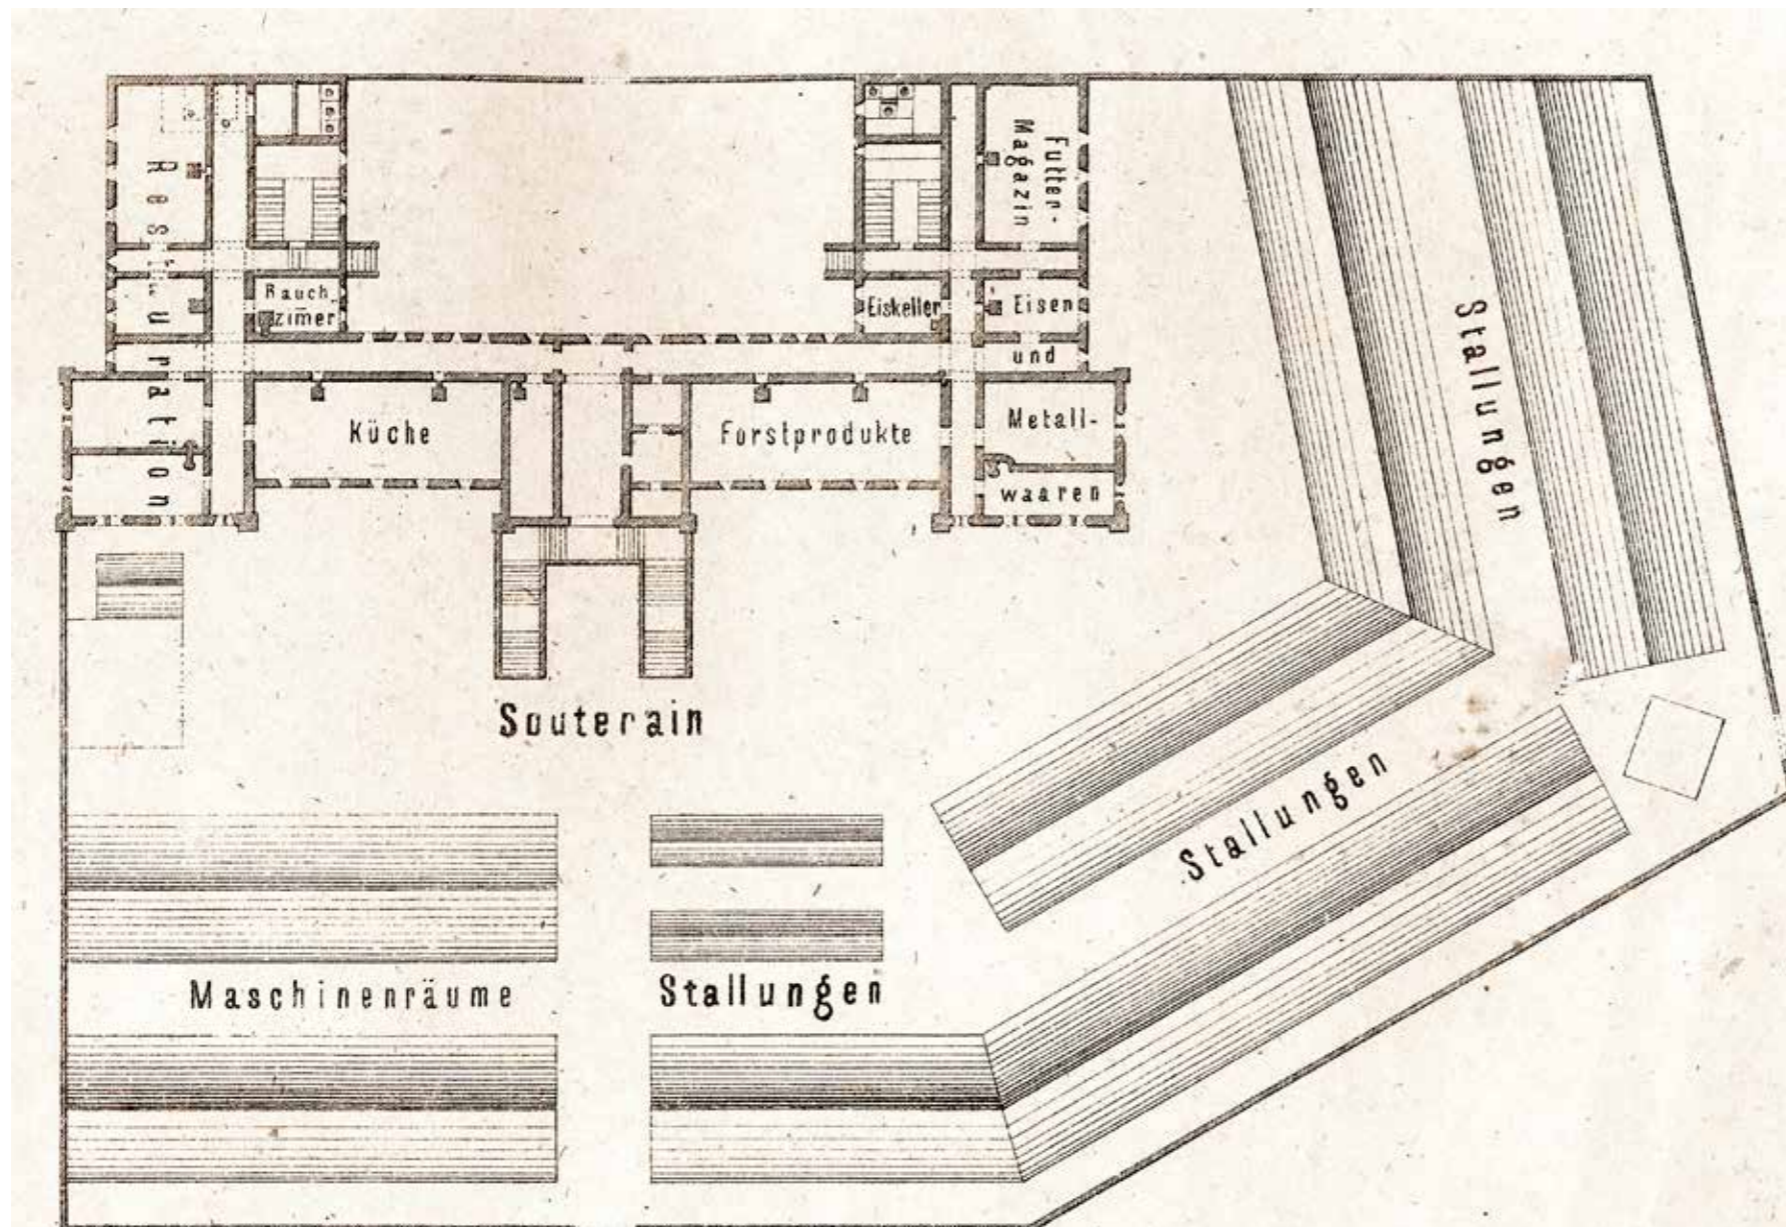 Restauration
Rauch
zimer
Küche
Eiskeller
Futter-
Magazin
Eisen
und
Metall-
waaren
Forstprodukte
Stallungen
Souterain
Stallungen
Maschinenräume
Stallungen